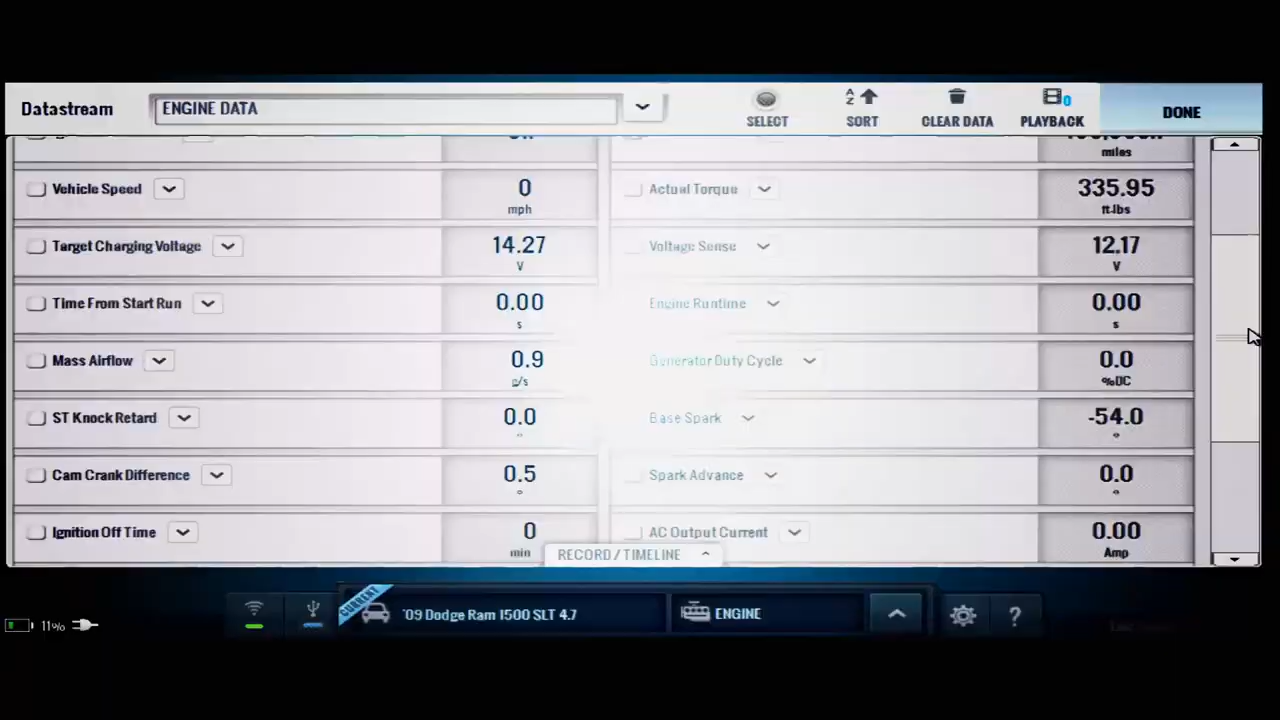 Datastream
ENGINE DATA
SELECT
SORT
CLEAR DATA
PLAYBACK
DONE
miles
Vehicle Speed 0 mph
Actual Torque 335.95 ft-lbs
Target Charging Voltage 14.27 V
Voltage Sense 12.17 V
Time From Start Run 0.00 s
Engine Runtime 0.00 s
Mass Airflow 0.9 g/s
Generator Duty Cycle 0.0 %DC
ST Knock Retard 0.0 °
Base Spark -54.0 °
Cam Crank Difference 0.5 °
Spark Advance 0.0 °
Ignition Off Time 0 min
AC Output Current 0.00 Amp
RECORD / TIMELINE
CURRENT
'09 Dodge Ram 1500 SLT 4.7
ENGINE
?
11%